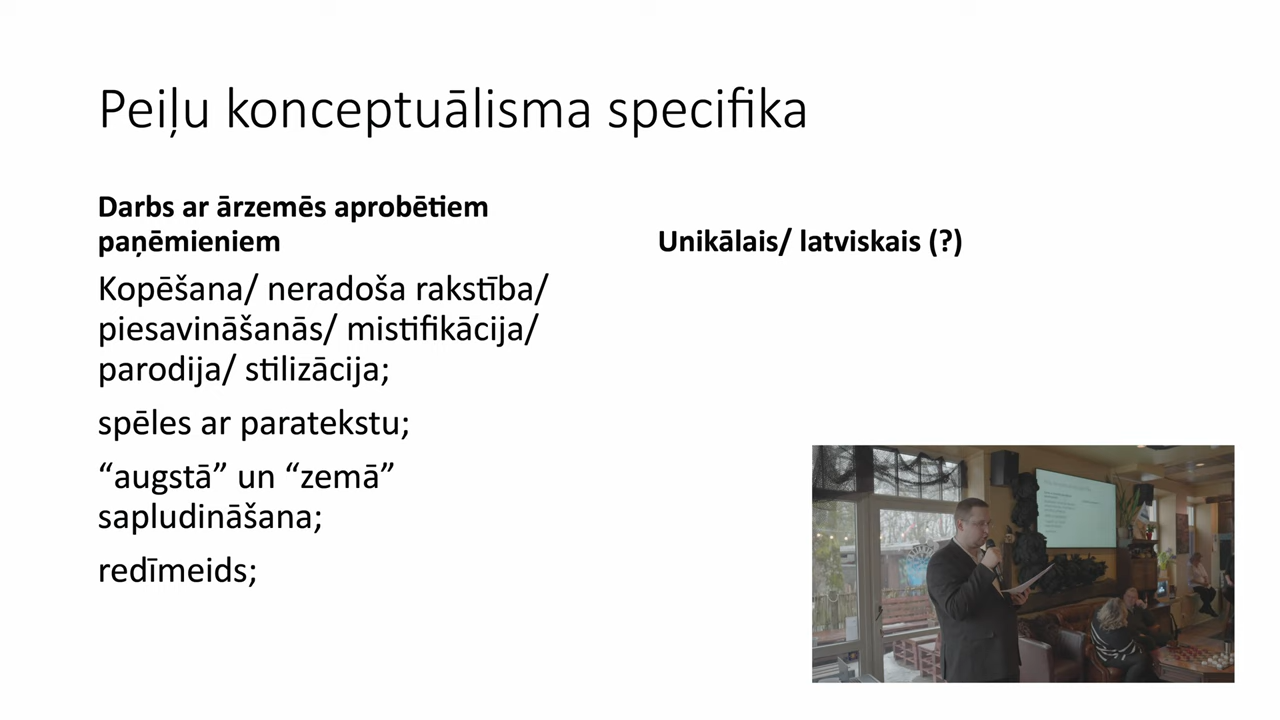 Peiļu konceptuālisma specifika
Darbs ar ārzemēs aprobētiem
paņēmieniem
Kopēšana/ neradoša rakstība/
piesavināšanās/ mistifikācija/
parodija/ stilizācija;
spēles ar paratekstu;
“augstā” un “zemā”
sapludināšana;
redīmeids;
Unikālais/ latviskais (?)